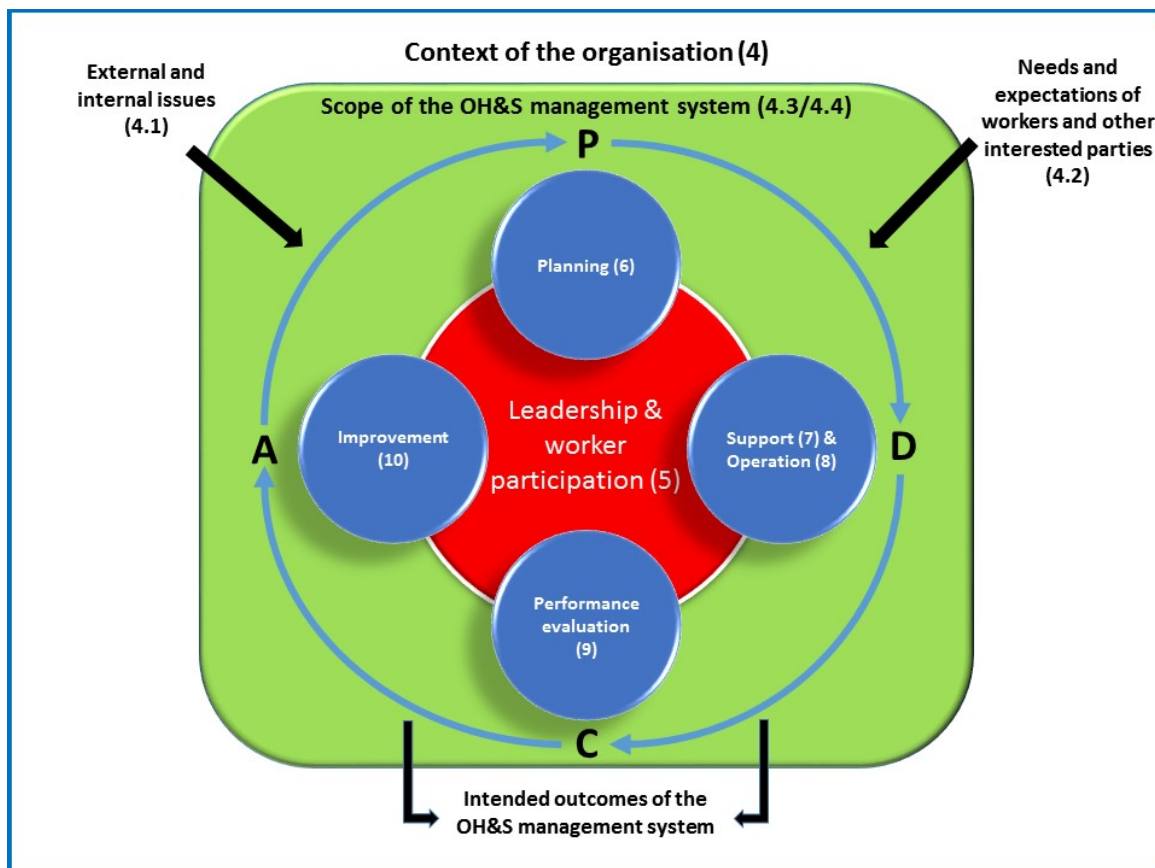 Context of the organisation (4)
External and
internal issues
(4.1)
Needs and
expectations of
workers and other
interested parties
(4.2)
Scope of the OH&S management system (4.3/4.4)
P
Planning (6)
A
Improvement
(10)
Leadership &
worker
participation (5)
Support (7) &
Operation (8)
D
Performance
evaluation
(9)
C
Intended outcomes of the
OH&S management system